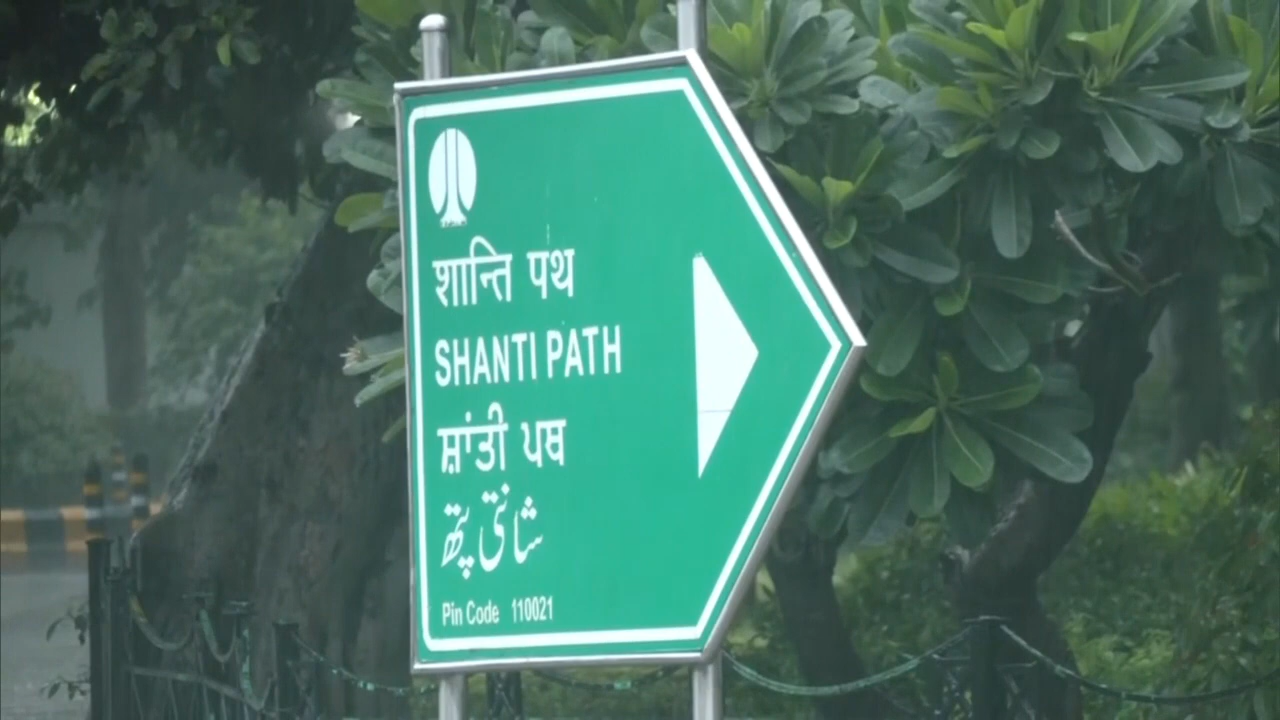 शान्ति पथ
SHANTI PATH
ਸ਼ਾਂਤੀ ਪਥ
شانتی پتھ
Pin Code 110021